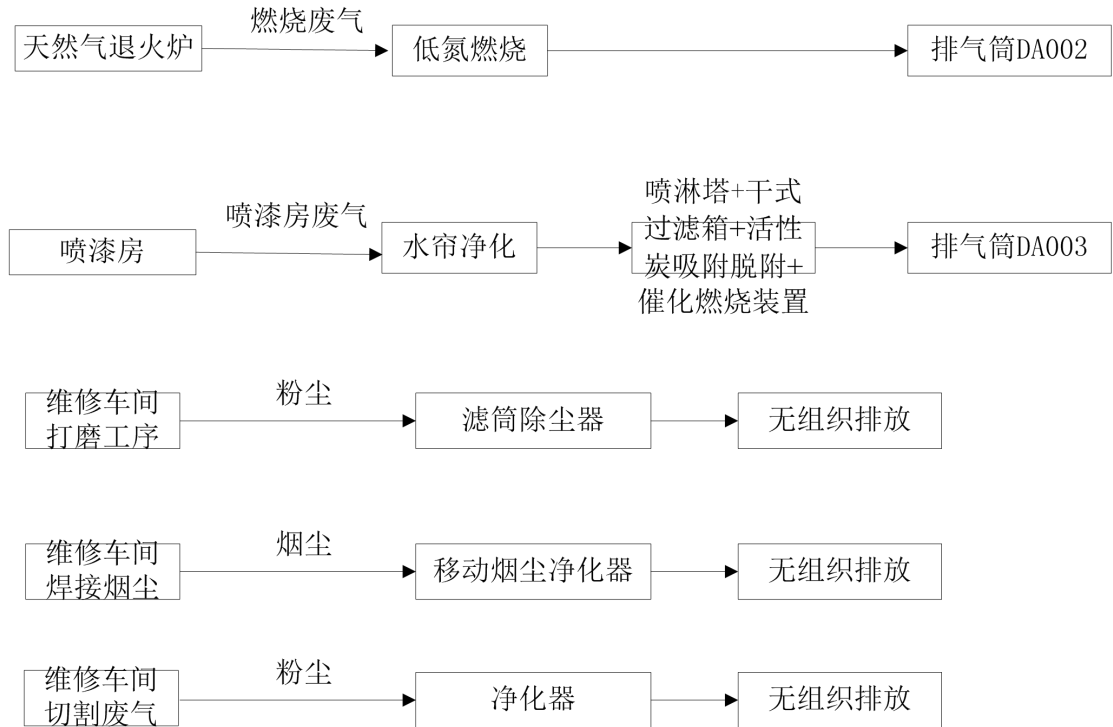 燃烧废气
天然气退火炉
低氮燃烧
排气筒DA002
喷漆房废气
喷漆房
水帘净化
喷淋塔+干式
过滤箱+活性
炭吸附脱附+
催化燃烧装置
排气筒DA003
粉尘
维修车间
打磨工序
滤筒除尘器
无组织排放
烟尘
维修车间
焊接烟尘
移动烟尘净化器
无组织排放
粉尘
维修车间
切割废气
净化器
无组织排放